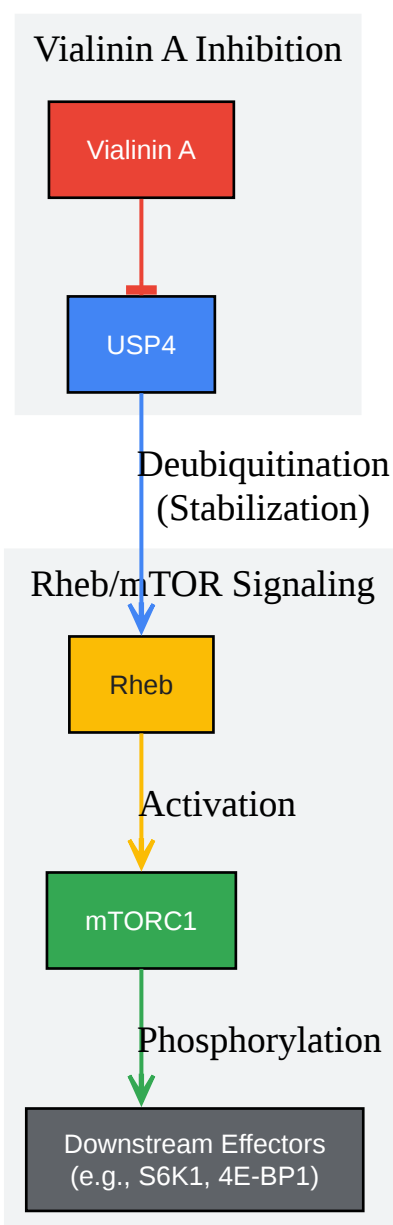 Vialinin A Inhibition
Vialinin A
USP4
Deubiquitination
(Stabilization)
Rheb/mTOR Signaling
Rheb
Activation
mTORC1
Phosphorylation
Downstream Effectors
(e.g., S6K1, 4E-BP1)